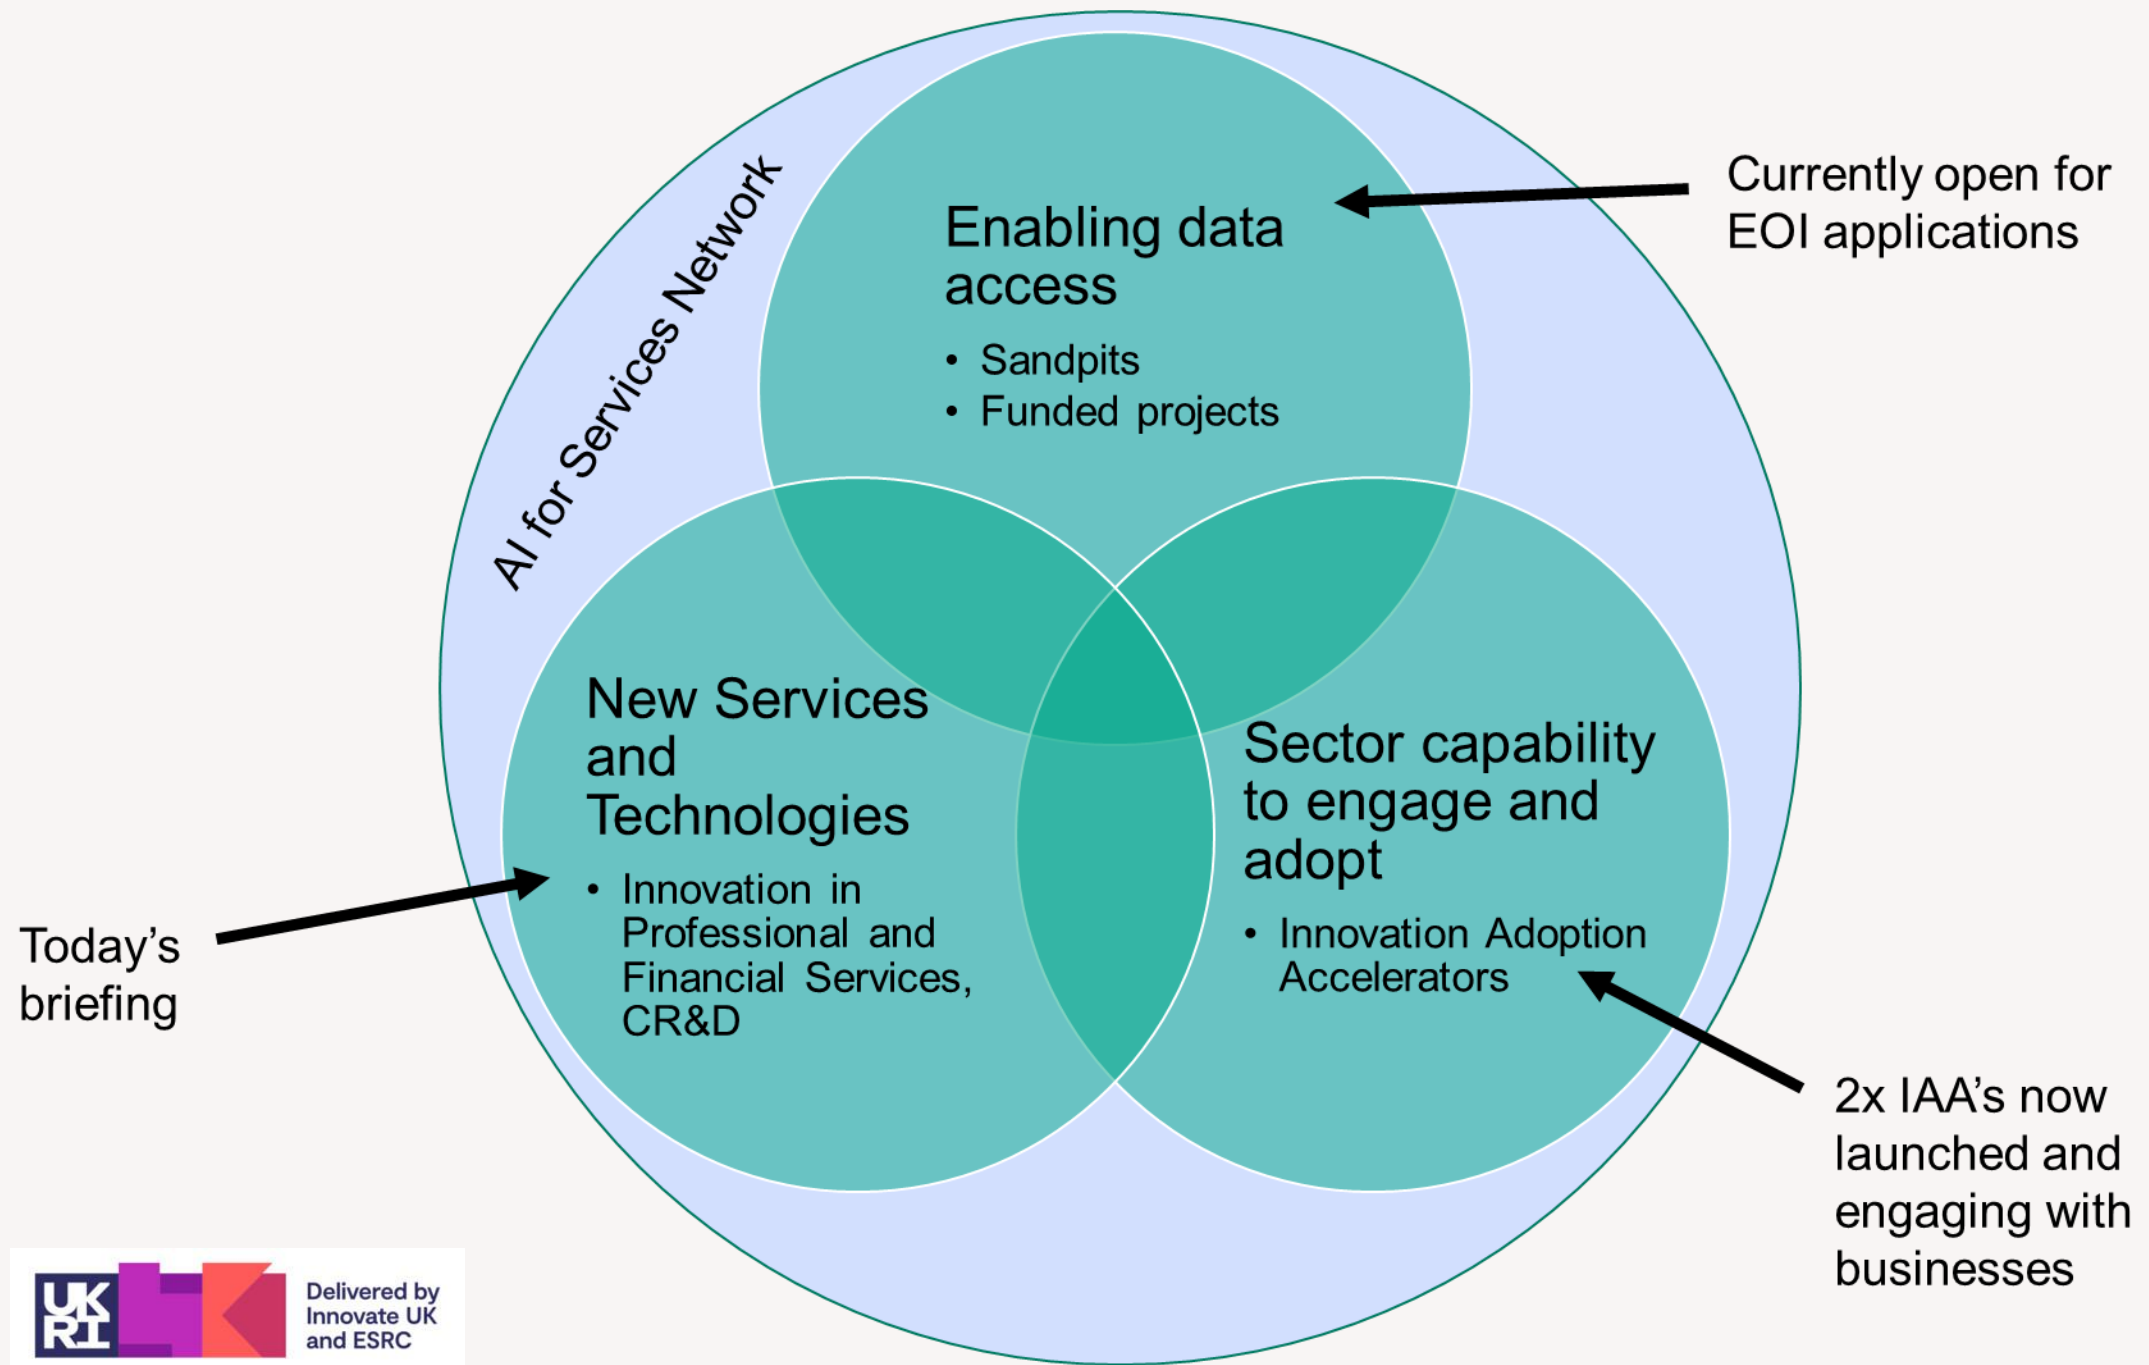 AI for Services Network
Enabling data
access
• Sandpits
• Funded projects
Currently open for
EOI applications
New Services
and
Technologies
• Innovation in
Professional and
Financial Services,
CR&D
Sector capability
to engage and
adopt
• Innovation Adoption
Accelerators
Today’s
briefing
2x IAA’s now
launched and
engaging with
businesses
UK
RI
Delivered by
Innovate UK
and ESRC